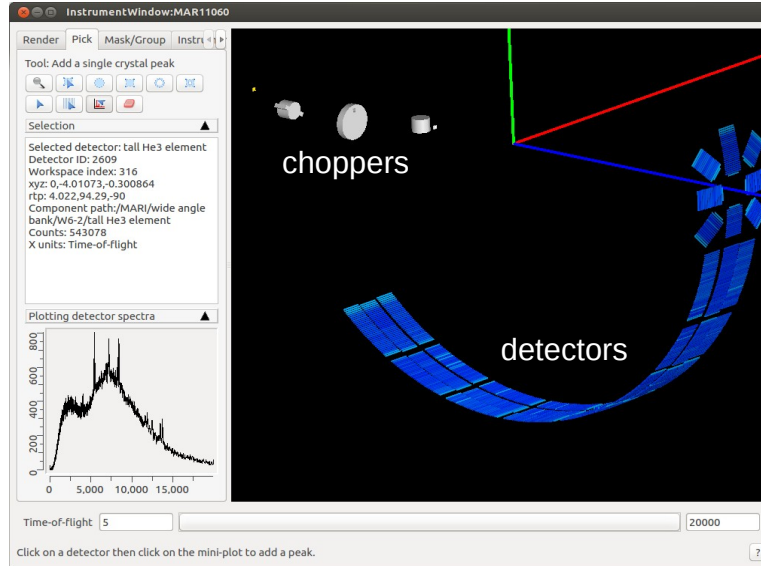 InstrumentWindow:MAR11060
Render Pick Mask/Group
Tool: Add a single crystal peak
Selection
Selected detector: tall He3 element
Detector ID: 2609
Workspace index: 316
xyz: 0,-4.01073,-0.300864
rtp: 4.022,94.29,-90
Component path:/MARI/wide angle
bank/W6-2/tall He3 element
Counts: 543078
X units: Time-of-flight
Plotting detector spectra
800
600
400
200
0
0 5,000 10,000 15,000
choppers
detectors
Time-of-flight 5 20000
Click on a detector then click on the mini-plot to add a peak. ?